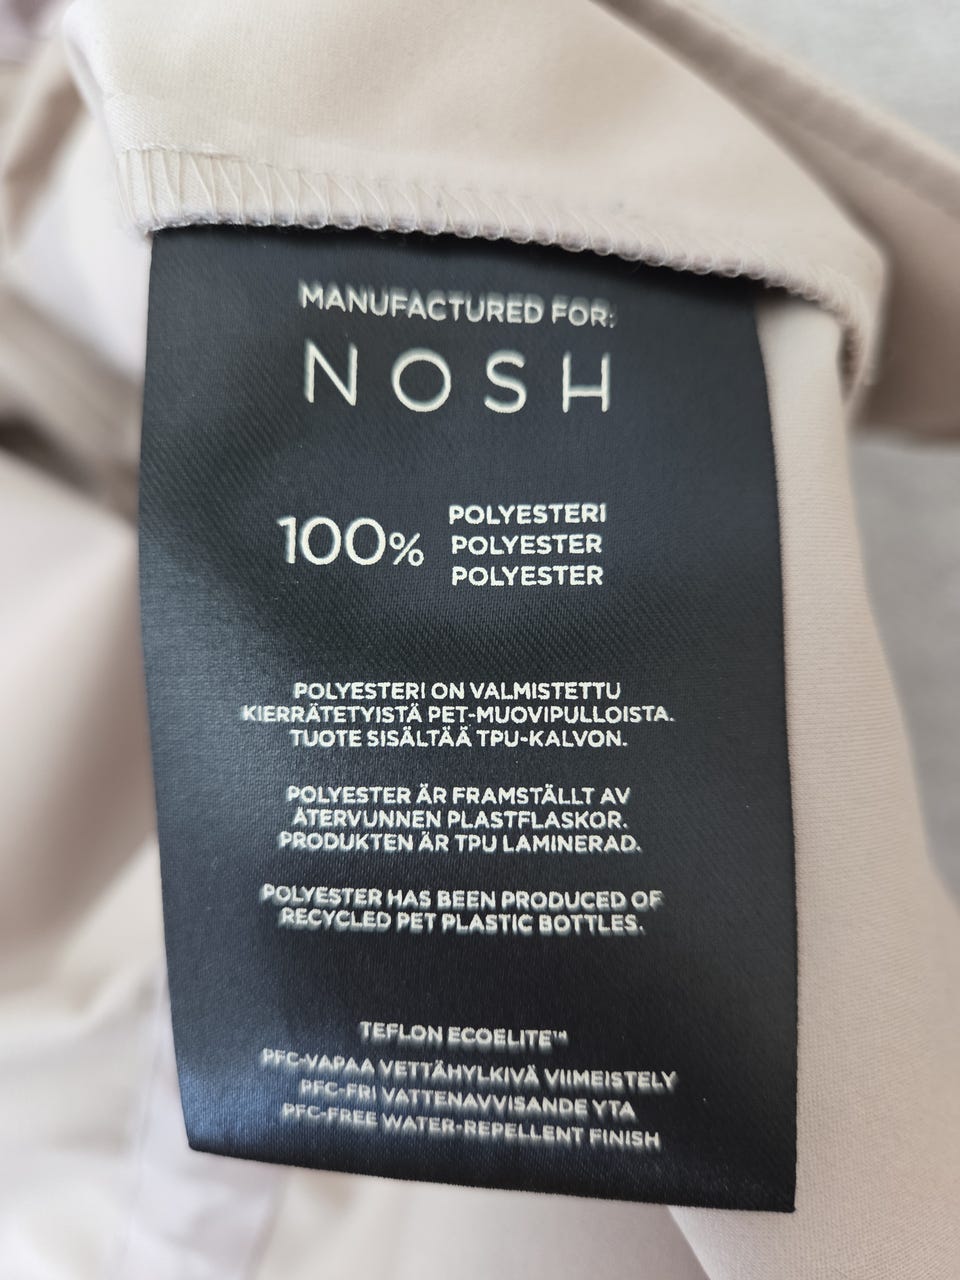 MANUFACTURED FOR:
NOSH
100% POLYESTERI
POLYESTER
POLYESTER
POLYESTERI ON VALMISTETTU
KIERRÄTETYISTÄ PET-MUOVIPULLOISTA.
TUOTE SISÄLTÄÄ TPU-KALVON.
POLYESTER ÄR FRAMSTÄLLT AV
ÅTERVUNNEN PLASTFLASKOR.
PRODUKTEN ÄR TPU LAMINERAD.
POLYESTER HAS BEEN PRODUCED OF
RECYCLED PET PLASTIC BOTTLES.
TEFLON ECOELITE™
PFC-VAPAA VETTÄHYLKIVÄ VIIMEISTELY
PFC-FRI VATTENAVVISANDE YTA
PFC-FREE WATER-REPELLENT FINISH